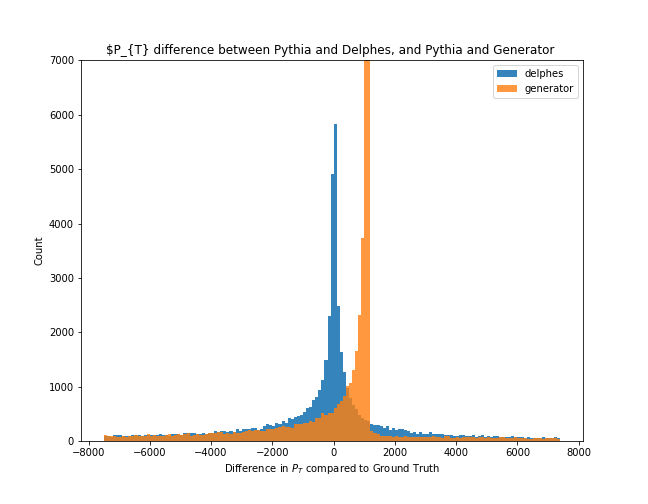 $P_{T} difference between Pythia and Delphes, and Pythia and Generator
7000
6000
5000
4000
3000
2000
1000
0
Count
delphes
generator
−8000 −6000 −4000 −2000 0 2000 4000 6000 8000
Difference in P_T compared to Ground Truth